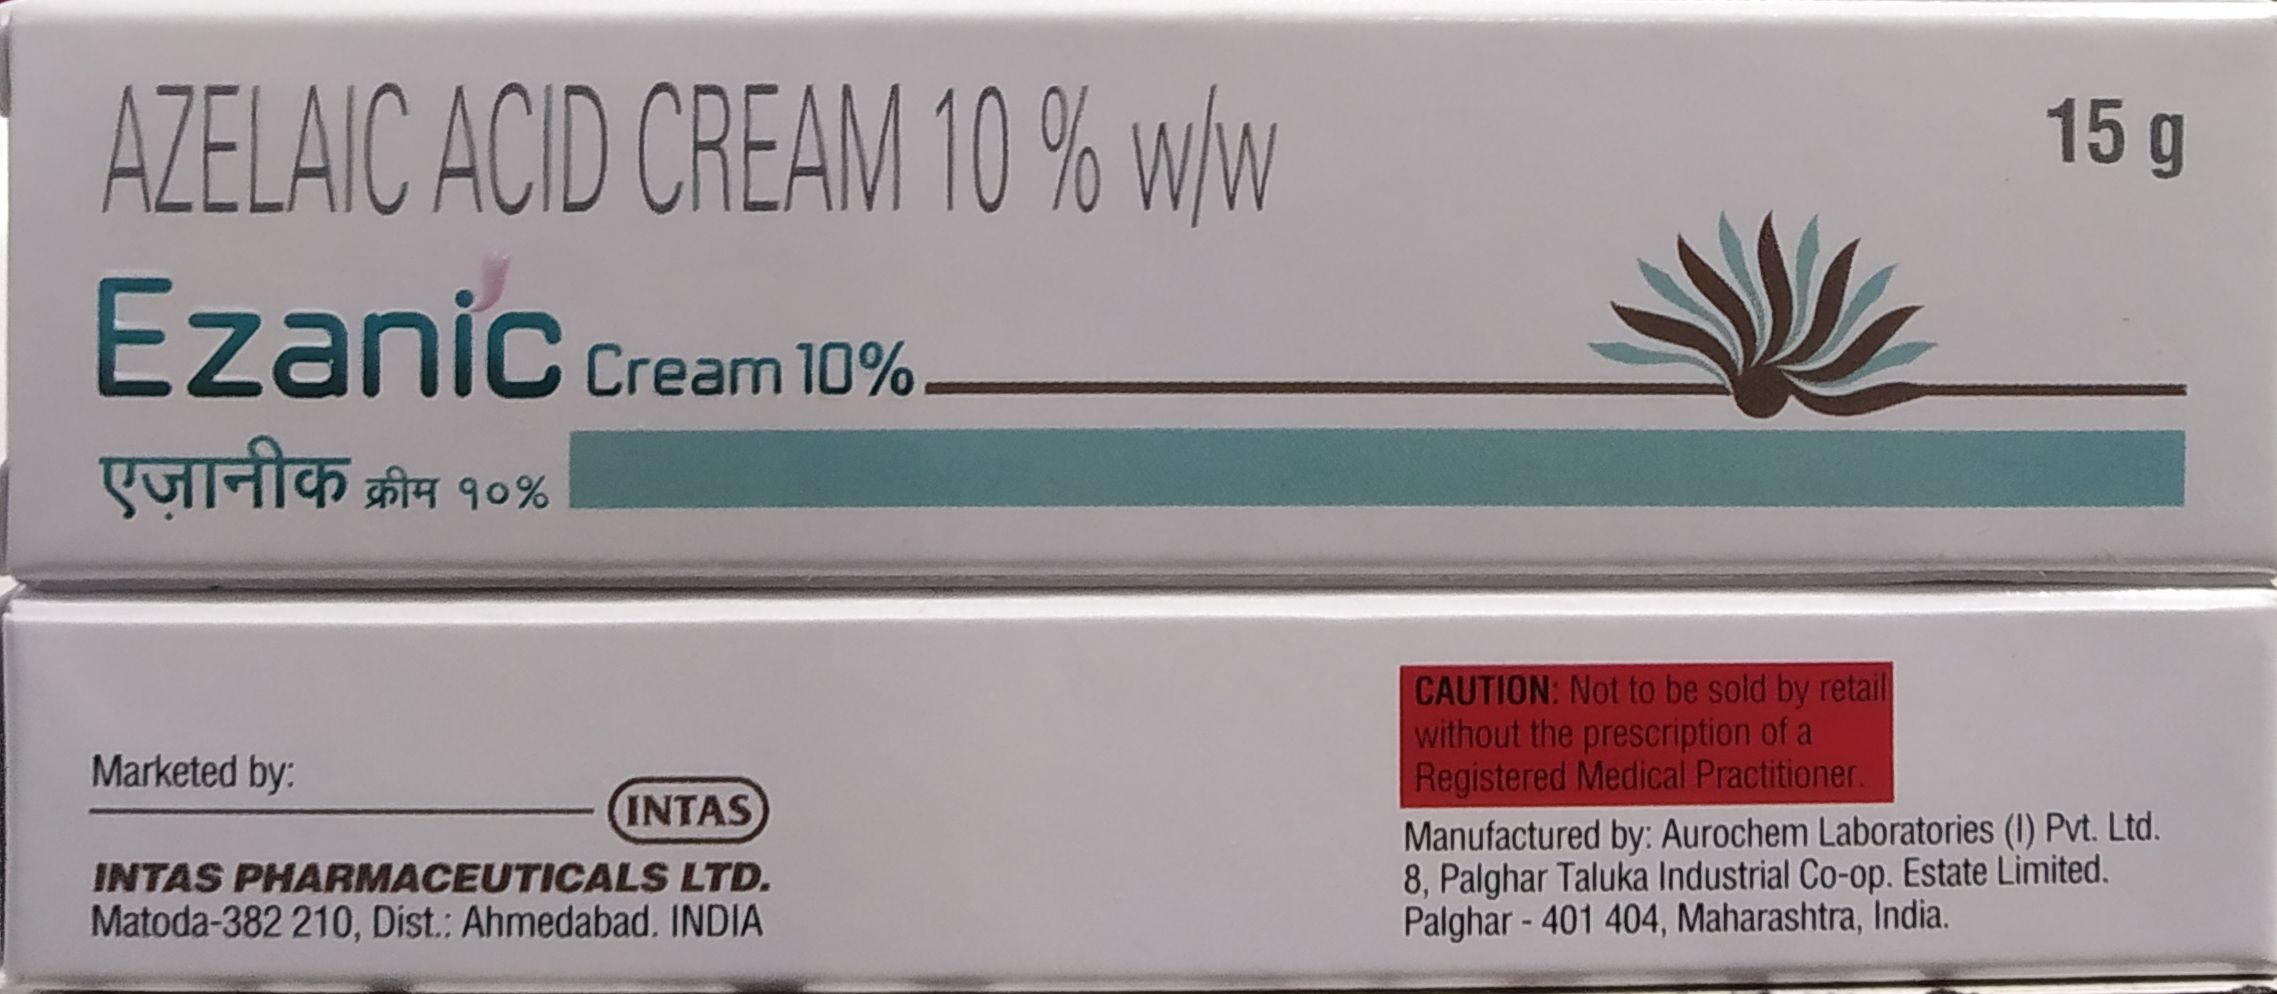 AZELAIC ACID CREAM 10 % w/w
15 g
Ezanic Cream 10%
एज़ानीक क्रीम १०%
CAUTION: Not to be sold by retail
without the prescription of a
Registered Medical Practitioner.
Marketed by:
INTAS
INTAS PHARMACEUTICALS LTD.
Matoda-382 210, Dist.: Ahmedabad. INDIA
Manufactured by: Aurochem Laboratories (I) Pvt. Ltd.
8, Palghar Taluka Industrial Co-op. Estate Limited.
Palghar - 401 404, Maharashtra, India.